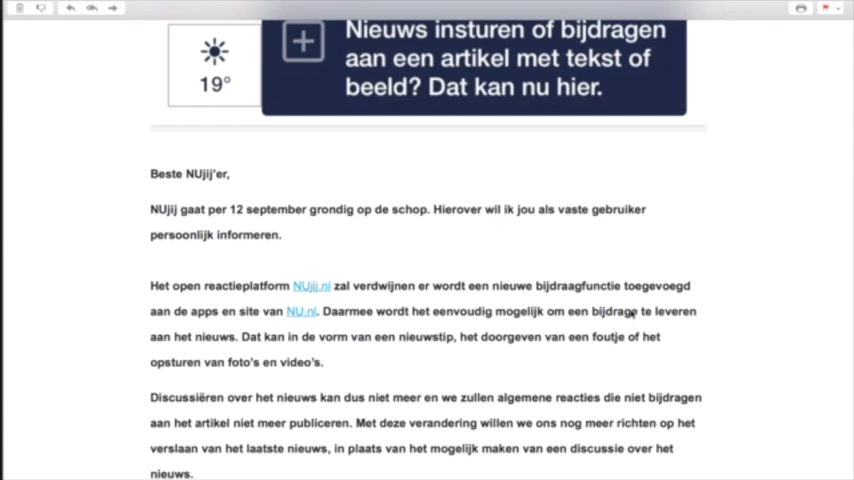 Nieuws insturen of bijdragen
aan een artikel met tekst of
beeld? Dat kan nu hier.
19°
Beste NUjij'er,
NUjij gaat per 12 september grondig op de schop. Hierover wil ik jou als vaste gebruiker
persoonlijk informeren.
Het open reactieplatform NUjij.nl zal verdwijnen er wordt een nieuwe bijdraagfunctie toegevoegd
aan de apps en site van NU.nl. Daarmee wordt het eenvoudig mogelijk om een bijdrage te leveren
aan het nieuws. Dat kan in de vorm van een nieuwstip, het doorgeven van een foutje of het
opsturen van foto's en video's.
Discussiëren over het nieuws kan dus niet meer en we zullen algemene reacties die niet bijdragen
aan het artikel niet meer publiceren. Met deze verandering willen we ons nog meer richten op het
verslaan van het laatste nieuws, in plaats van het mogelijk maken van een discussie over het
nieuws.